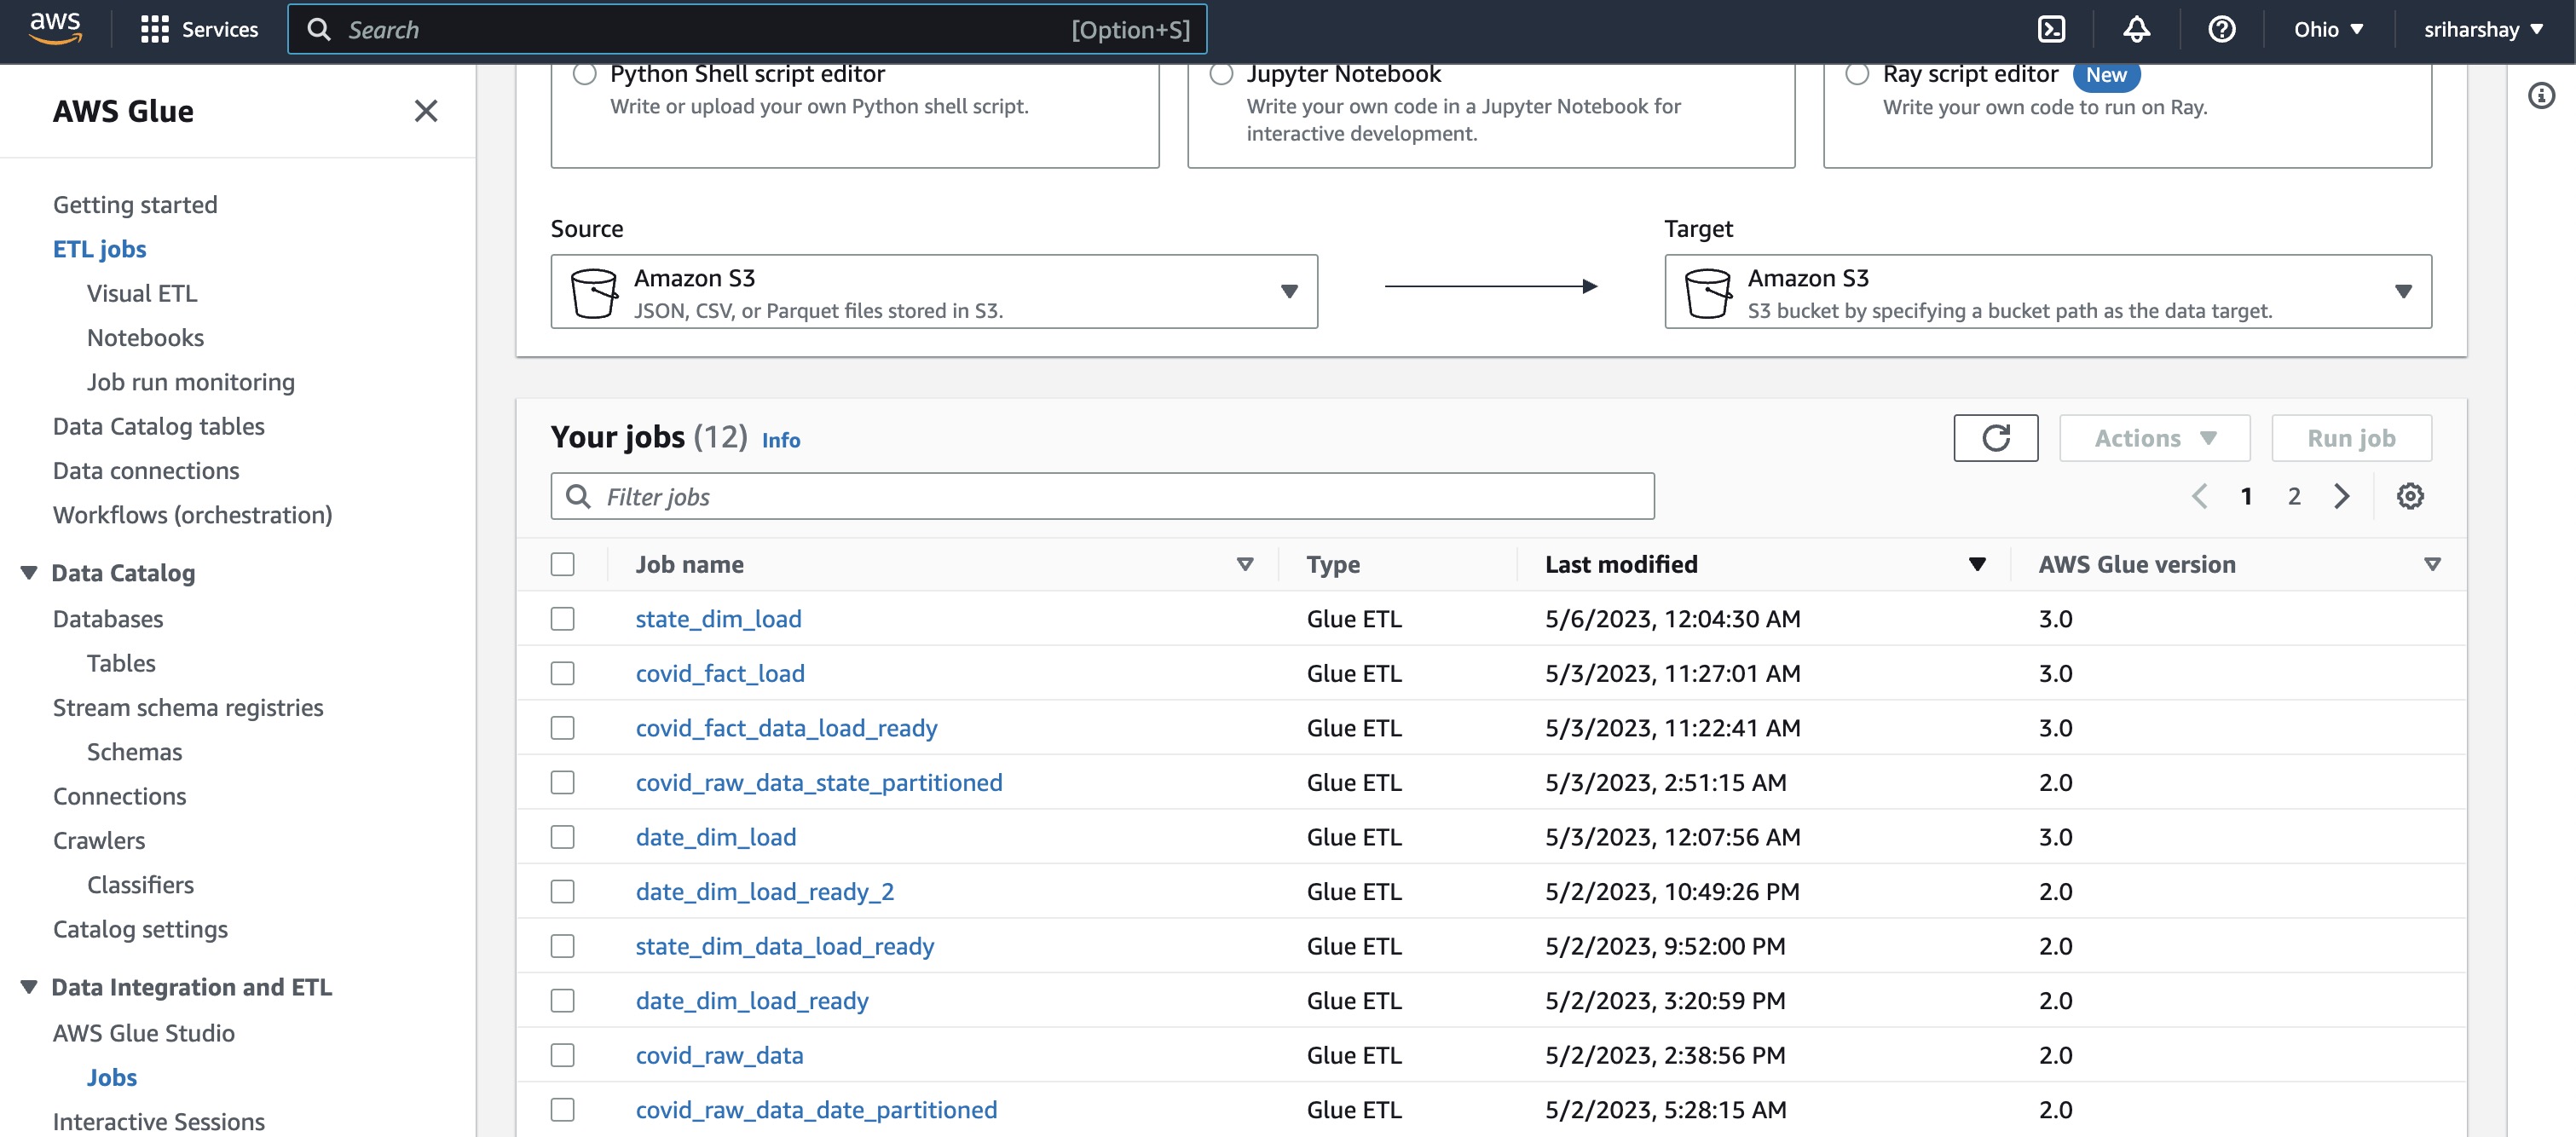 aws
Services
Search [Option+S]
Ohio
sriharshay
AWS Glue
Getting started
ETL jobs
Visual ETL
Notebooks
Job run monitoring
Data Catalog tables
Data connections
Workflows (orchestration)
Data Catalog
Databases
Tables
Stream schema registries
Schemas
Connections
Crawlers
Classifiers
Catalog settings
Data Integration and ETL
AWS Glue Studio
Jobs
Interactive Sessions
Python Shell script editor
Write or upload your own Python shell script.
Jupyter Notebook
Write your own code in a Jupyter Notebook for
interactive development.
Ray script editor New
Write your own code to run on Ray.
Source
Amazon S3
JSON, CSV, or Parquet files stored in S3.
Target
Amazon S3
S3 bucket by specifying a bucket path as the data target.
Your jobs (12) Info
Actions
Run job
Filter jobs
1 2
Job name Type Last modified AWS Glue version
state_dim_load Glue ETL 5/6/2023, 12:04:30 AM 3.0
covid_fact_load Glue ETL 5/3/2023, 11:27:01 AM 3.0
covid_fact_data_load_ready Glue ETL 5/3/2023, 11:22:41 AM 3.0
covid_raw_data_state_partitioned Glue ETL 5/3/2023, 2:51:15 AM 2.0
date_dim_load Glue ETL 5/3/2023, 12:07:56 AM 3.0
date_dim_load_ready_2 Glue ETL 5/2/2023, 10:49:26 PM 2.0
state_dim_data_load_ready Glue ETL 5/2/2023, 9:52:00 PM 2.0
date_dim_load_ready Glue ETL 5/2/2023, 3:20:59 PM 2.0
covid_raw_data Glue ETL 5/2/2023, 2:38:56 PM 2.0
covid_raw_data_date_partitioned Glue ETL 5/2/2023, 5:28:15 AM 2.0